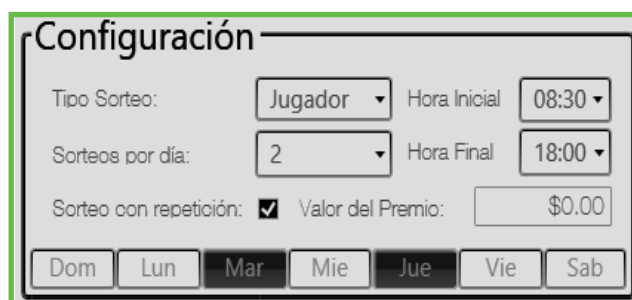 Configuración
Tipo Sorteo: Jugador Hora Inicial 08:30
Sorteos por día: 2 Hora Final 18:00
Sorteo con repetición: Valor del Premio: $0.00
Dom Lun Mar Mie Jue Vie Sab